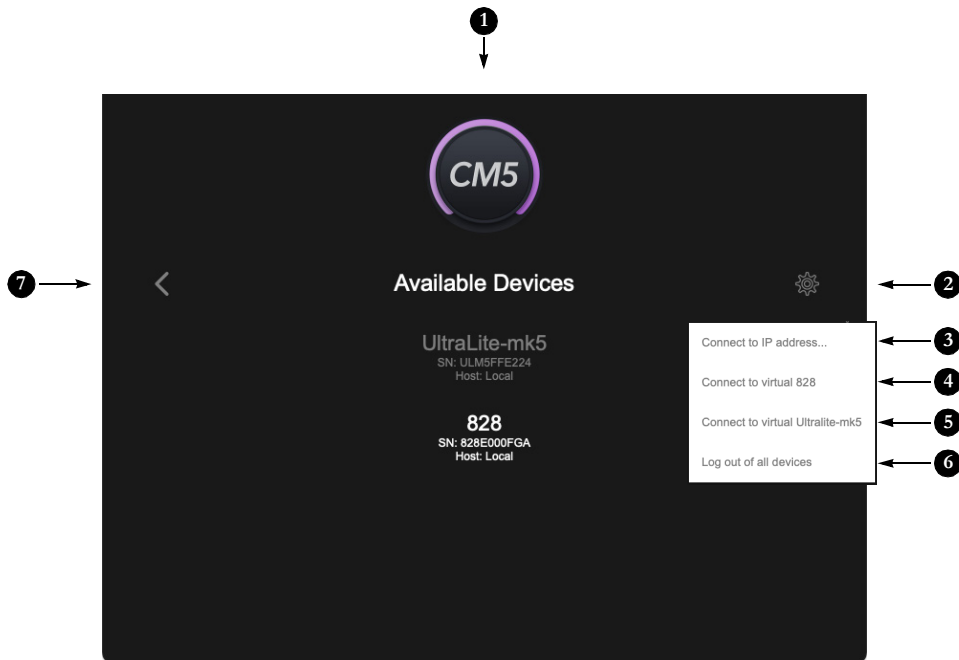 1
CM5
7
Available Devices
2
UltraLite-mk5
SN: ULM5FFE224
Host: Local
828
SN: 828E000FGA
Host: Local
Connect to IP address...
3
Connect to virtual 828
4
Connect to virtual Ultralite-mk5
5
Log out of all devices
6